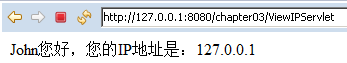 http://127.0.0.1:8080/chapter03/ViewIPServlet
John您好，您的IP地址是：127.0.0.1